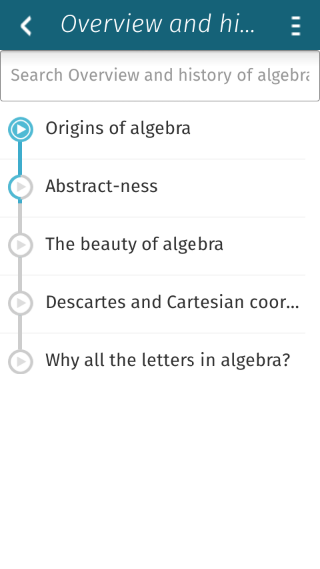 Overview and hi...
Search Overview and history of algebra
Origins of algebra
Abstract-ness
The beauty of algebra
Descartes and Cartesian coor...
Why all the letters in algebra?